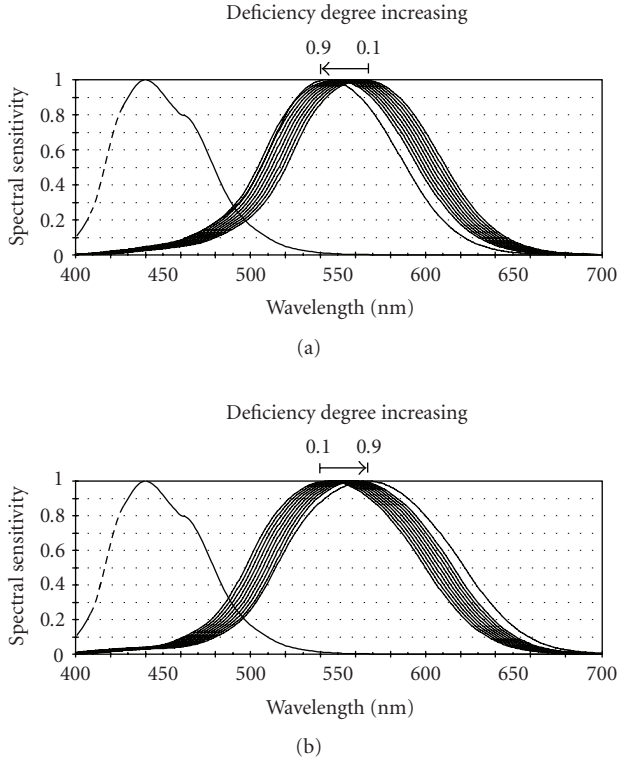 Deficiency degree increasing
0.9 0.1
1
0.8
0.6
0.4
0.2
0
Spectral sensitivity
400 450 500 550 600 650 700
Wavelength (nm)
(a)
Deficiency degree increasing
0.1 0.9
1
0.8
0.6
0.4
0.2
0
Spectral sensitivity
400 450 500 550 600 650 700
Wavelength (nm)
(b)